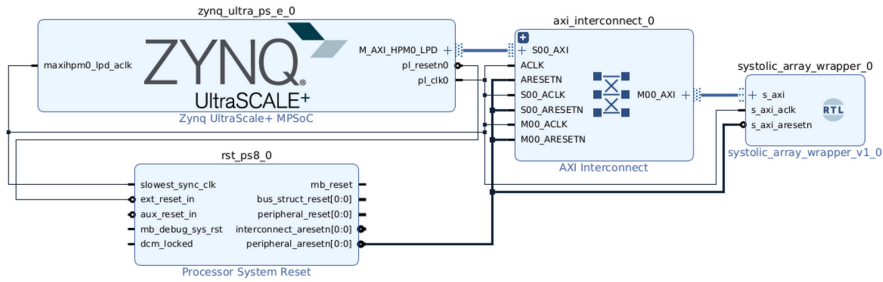 zynq_ultra_ps_e_0
maxihpm0_lpd_aclk
ZYNQ®
UltraSCALE+
M_AXI_HPM0_LPD
pl_resetn0
pl_clk0
Zynq UltraScale+ MPSoC
axi_interconnect_0
S00_AXI
ACLK
ARESETN
S00_ACLK
S00_ARESETN
M00_ACLK
M00_ARESETN
M00_AXI
AXI Interconnect
systolic_array_wrapper_0
s_axi
s_axi_aclk
s_axi_aresetn
RTL
systolic_array_wrapper_v1_0
rst_ps8_0
slowest_sync_clk
ext_reset_in
aux_reset_in
mb_debug_sys_rst
dcm_locked
mb_reset
bus_struct_reset[0:0]
peripheral_reset[0:0]
interconnect_aresetn[0:0]
peripheral_aresetn[0:0]
Processor System Reset